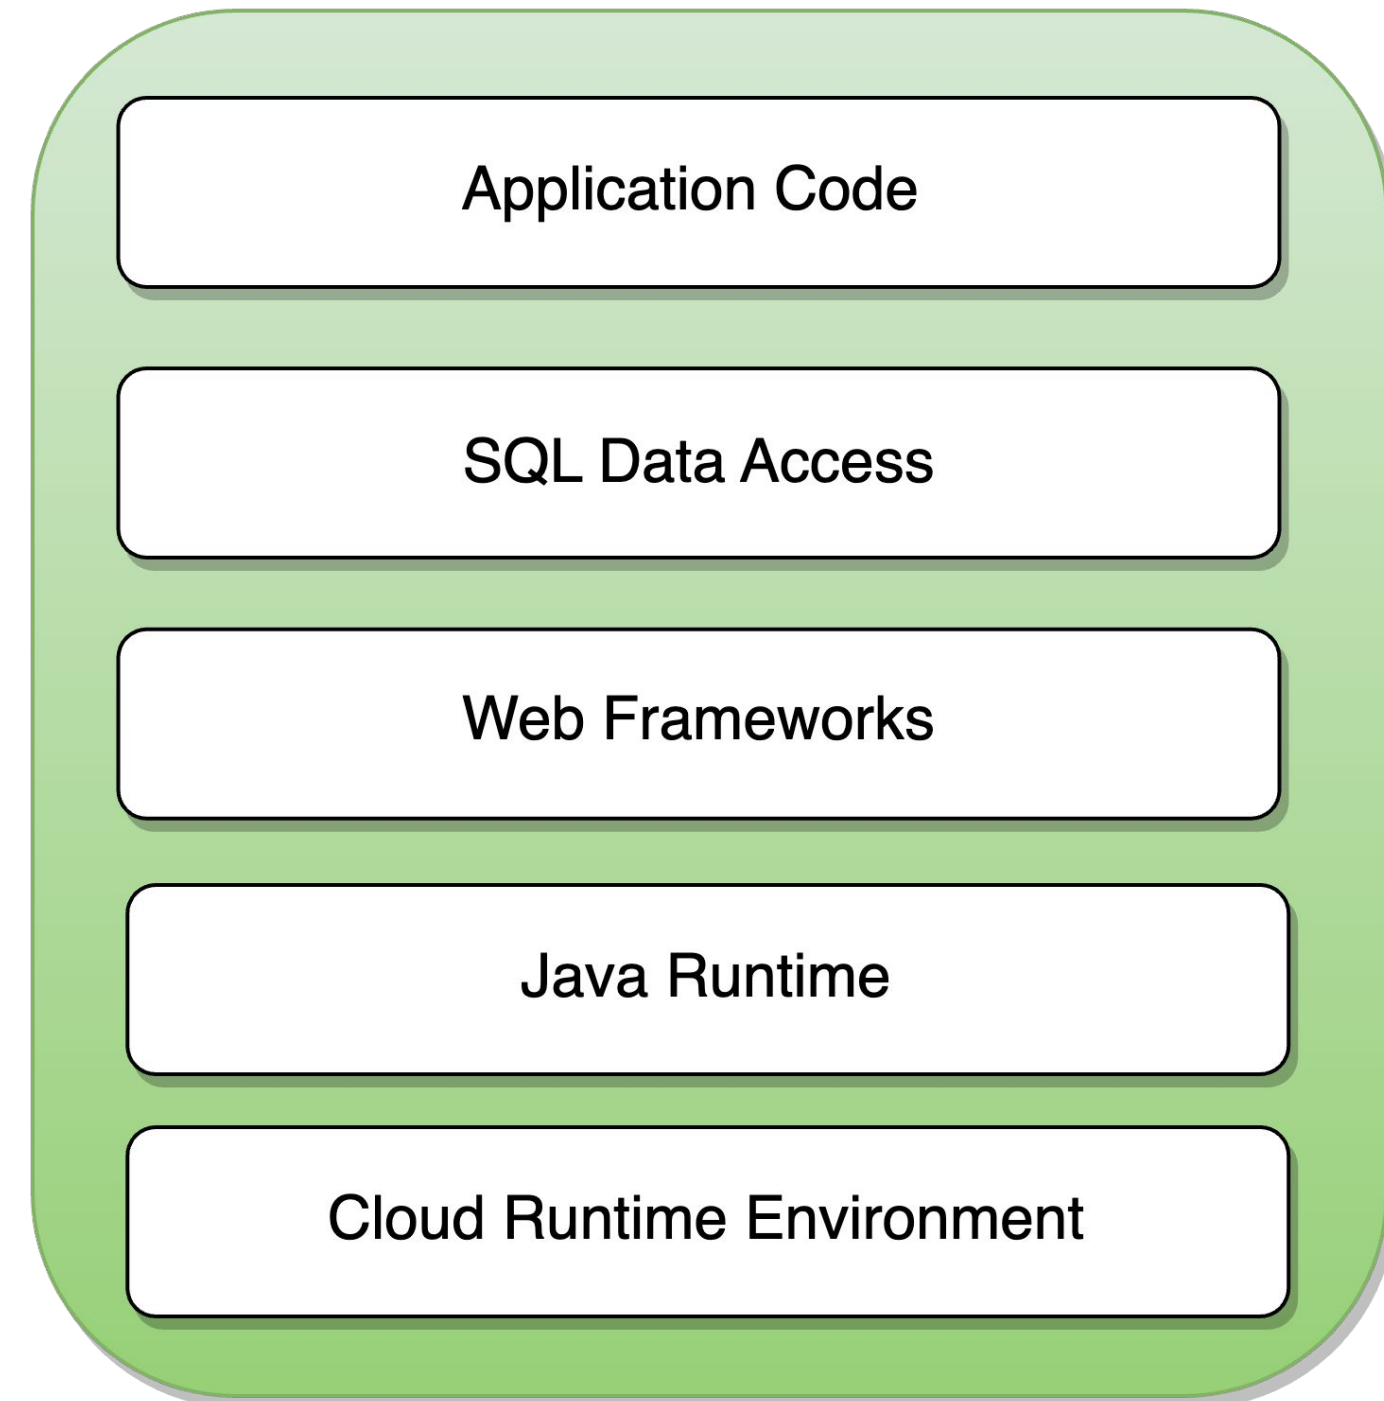 Application Code
SQL Data Access
Web Frameworks
Java Runtime
Cloud Runtime Environment